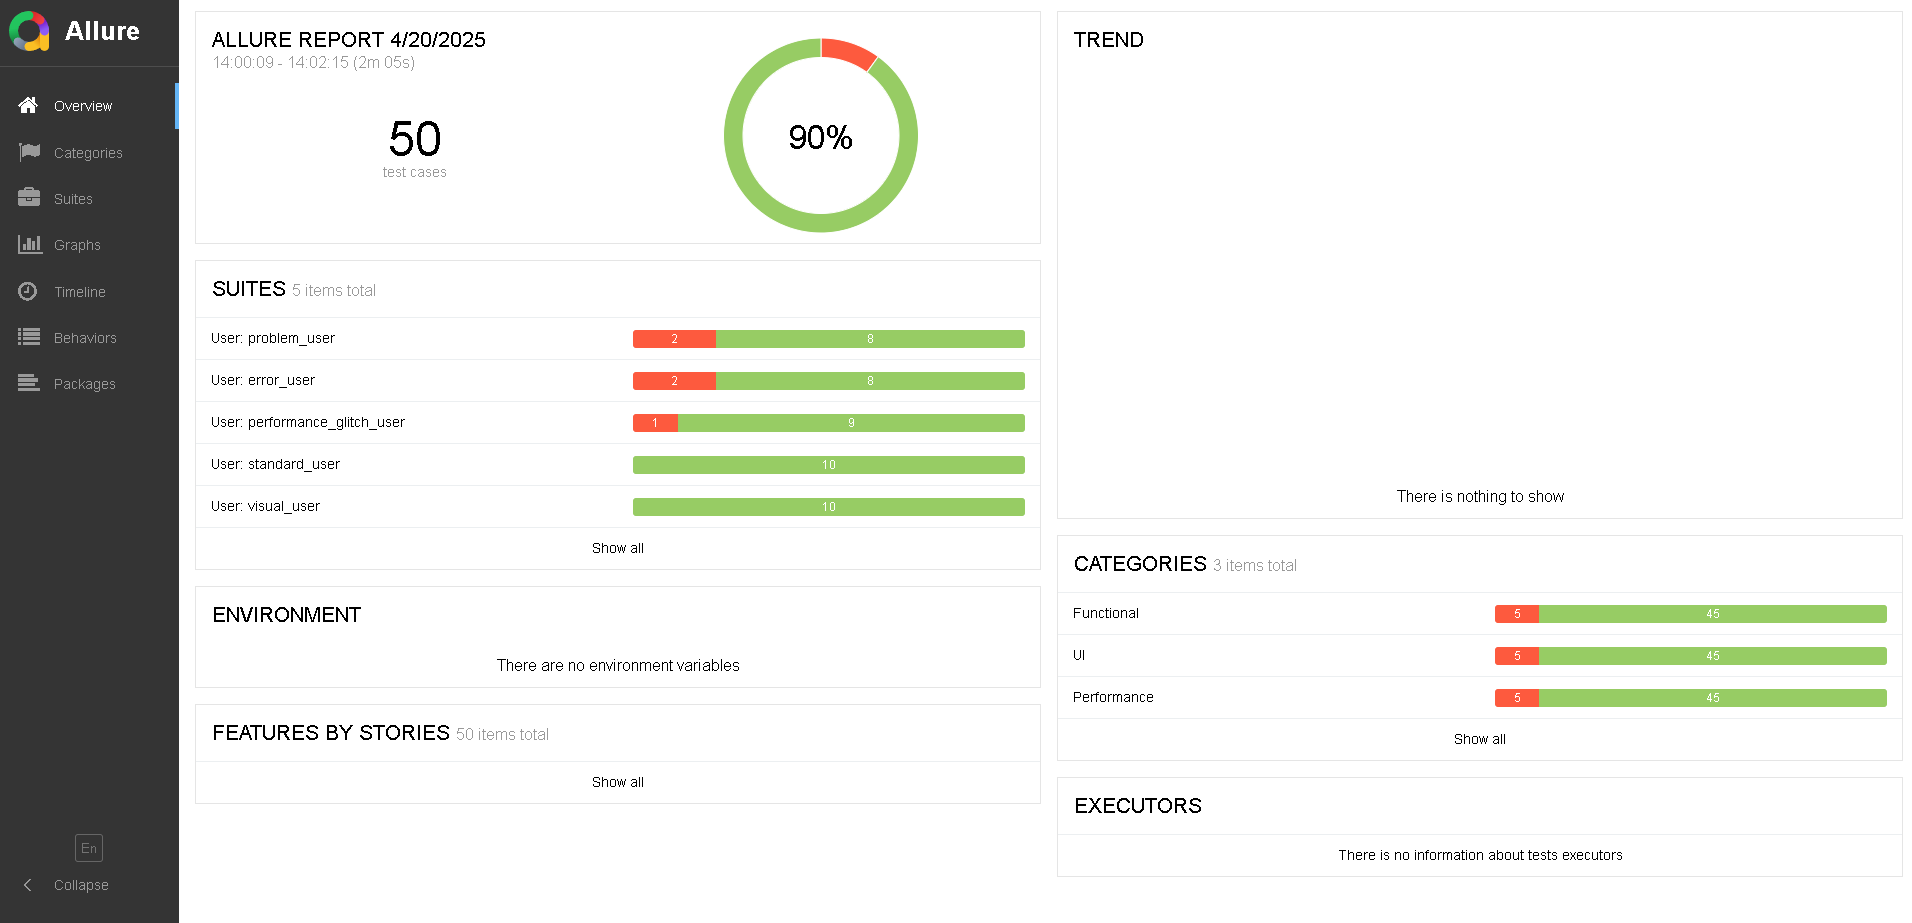 Allure
Overview
Categories
Suites
Graphs
Timeline
Behaviors
Packages
En
Collapse
ALLURE REPORT 4/20/2025
14:00:09 - 14:02:15 (2m 05s)
50
test cases
90%
SUITES 5 items total
User: problem_user 2 8
User: error_user 2 8
User: performance_glitch_user 1 9
User: standard_user 10
User: visual_user 10
Show all
ENVIRONMENT
There are no environment variables
FEATURES BY STORIES 50 items total
Show all
TREND
There is nothing to show
CATEGORIES 3 items total
Functional 5 45
UI 5 45
Performance 5 45
Show all
EXECUTORS
There is no information about tests executors